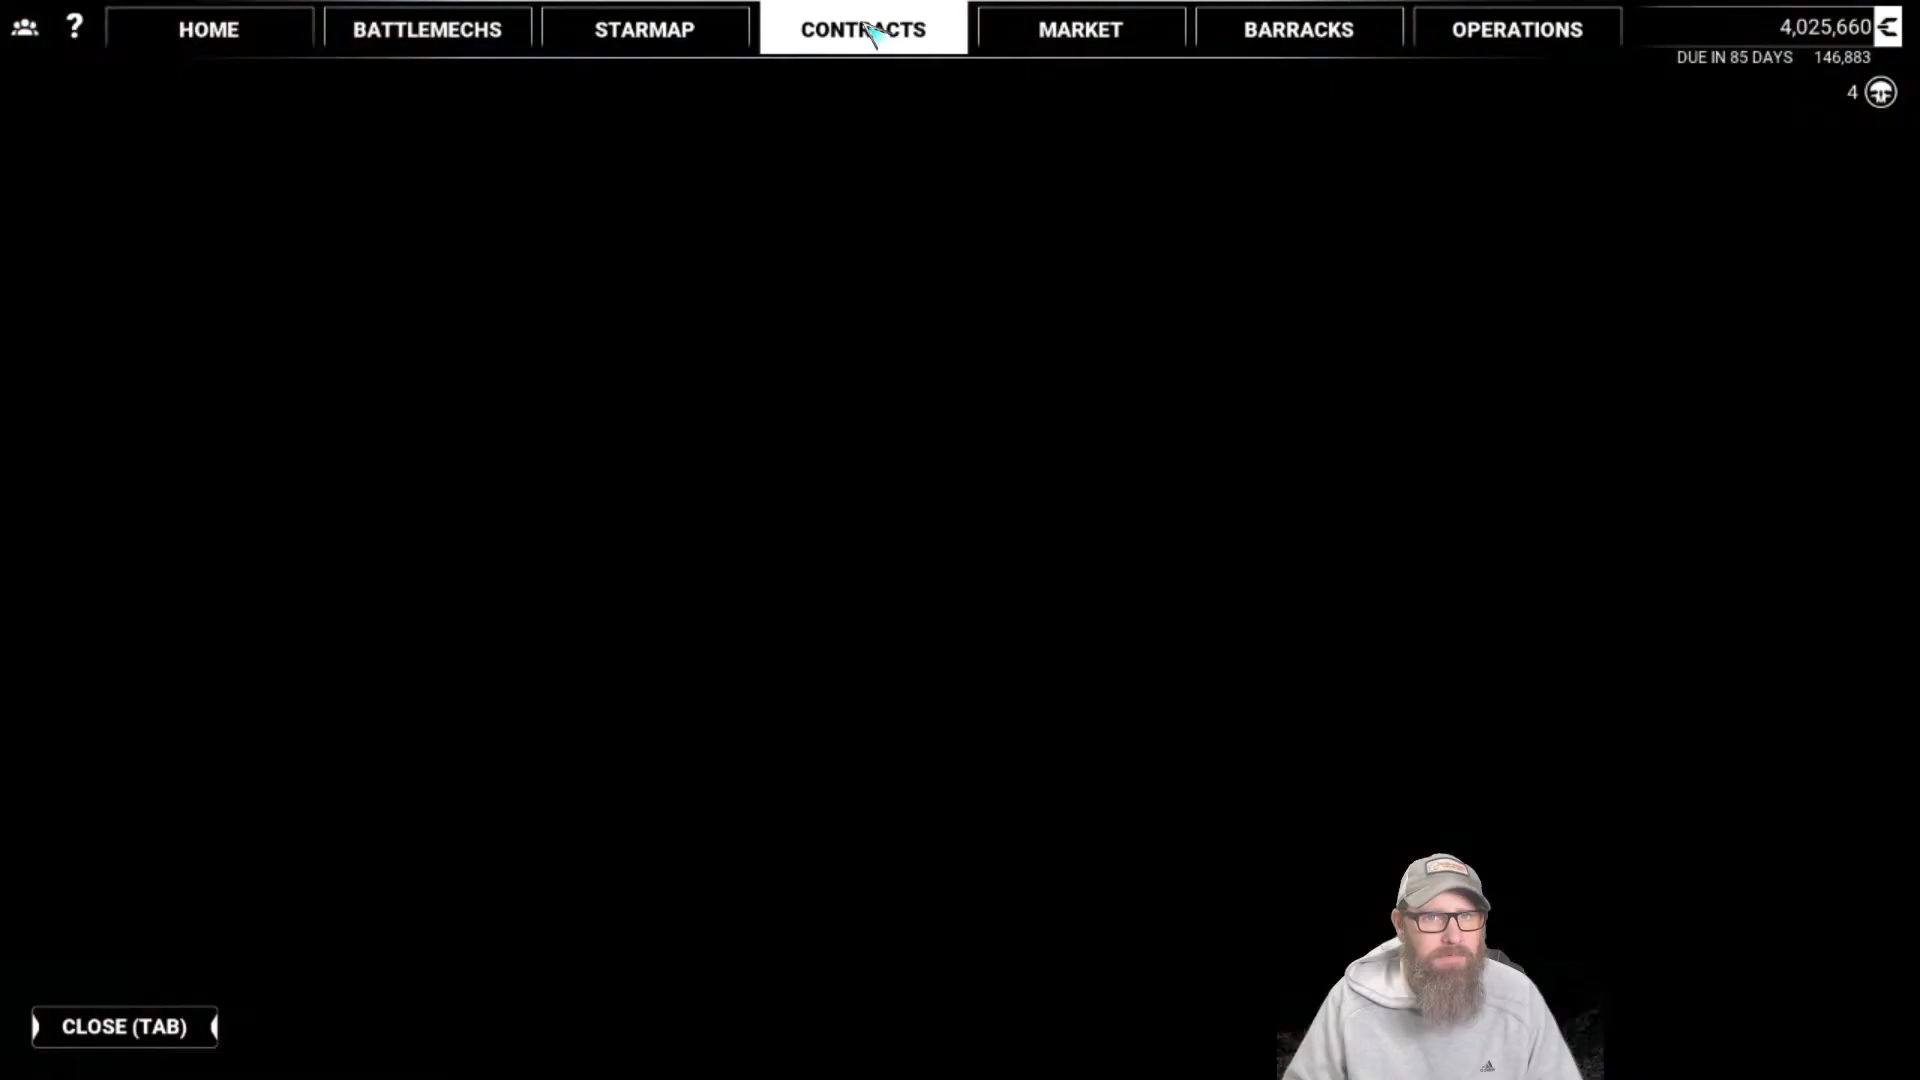 ? HOME BATTLEMECHS STARMAP CONTRACTS MARKET BARRACKS OPERATIONS 4,025,660
DUE IN 85 DAYS 146,883
4
CLOSE (TAB)